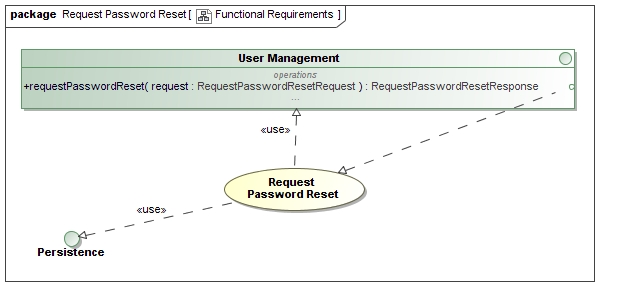 package Request Password Reset [ Functional Requirements ]
User Management
operations
+requestPasswordReset( request : RequestPasswordResetRequest ) : RequestPasswordResetResponse
...
«use»
Request
Password Reset
«use»
Persistence